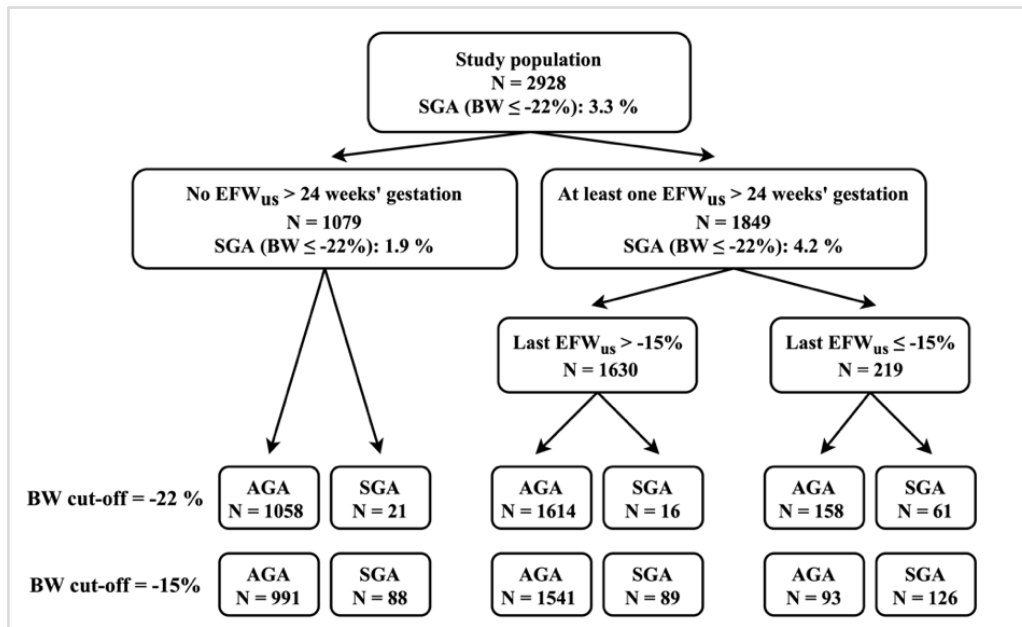 Study population
N = 2928
SGA (BW ≤ -22%): 3.3 %
No EFWus > 24 weeks' gestation
N = 1079
SGA (BW ≤ -22%): 1.9 %
At least one EFWus > 24 weeks' gestation
N = 1849
SGA (BW ≤ -22%): 4.2 %
Last EFWus > -15%
N = 1630
Last EFWus ≤ -15%
N = 219
BW cut-off = -22 %
AGA
N = 1058
SGA
N = 21
AGA
N = 1614
SGA
N = 16
AGA
N = 158
SGA
N = 61
BW cut-off = -15%
AGA
N = 991
SGA
N = 88
AGA
N = 1541
SGA
N = 89
AGA
N = 93
SGA
N = 126